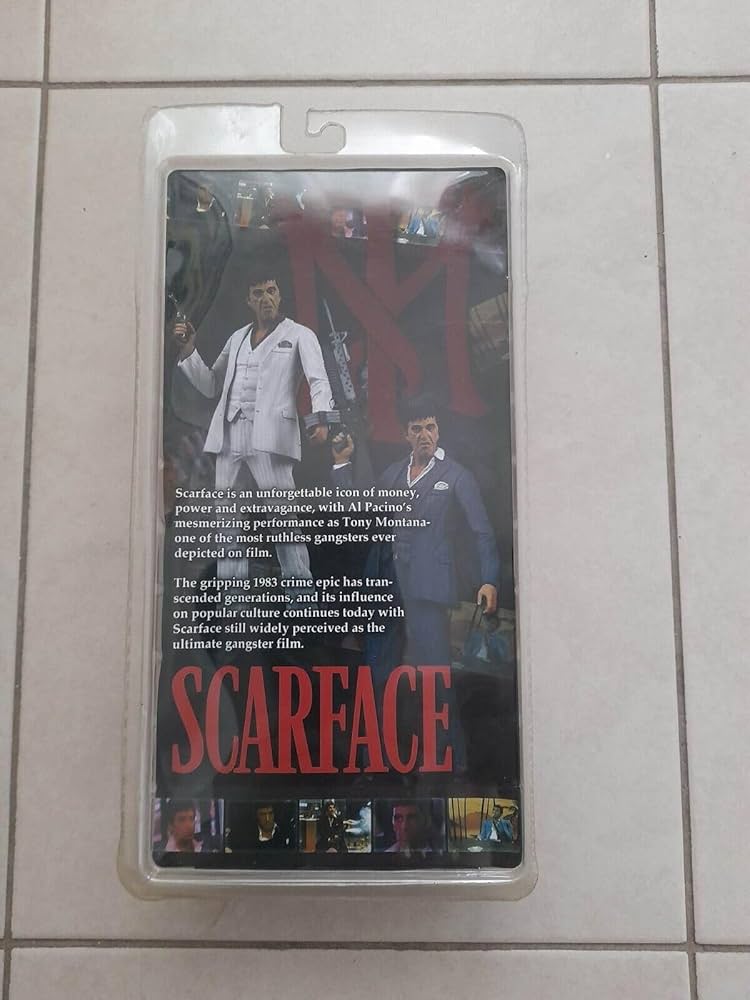 TM
Scarface is an unforgettable icon of money,
power and extravagance, with Al Pacino's
mesmerizing performance as Tony Montana-
one of the most ruthless gangsters ever
depicted on film.
The gripping 1983 crime epic has tran-
scended generations, and its influence
on popular culture continues today with
Scarface still widely perceived as the
ultimate gangster film.
SCARFACE